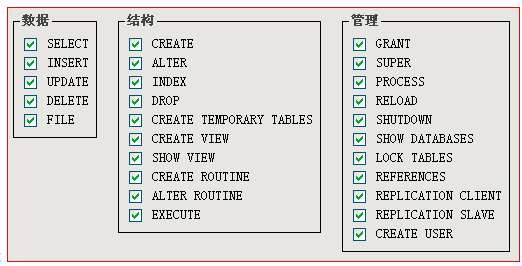 数据
SELECT
INSERT
UPDATE
DELETE
FILE
结构
CREATE
ALTER
INDEX
DROP
CREATE TEMPORARY TABLES
CREATE VIEW
SHOW VIEW
CREATE ROUTINE
ALTER ROUTINE
EXECUTE
管理
GRANT
SUPER
PROCESS
RELOAD
SHUTDOWN
SHOW DATABASES
LOCK TABLES
REFERENCES
REPLICATION CLIENT
REPLICATION SLAVE
CREATE USER